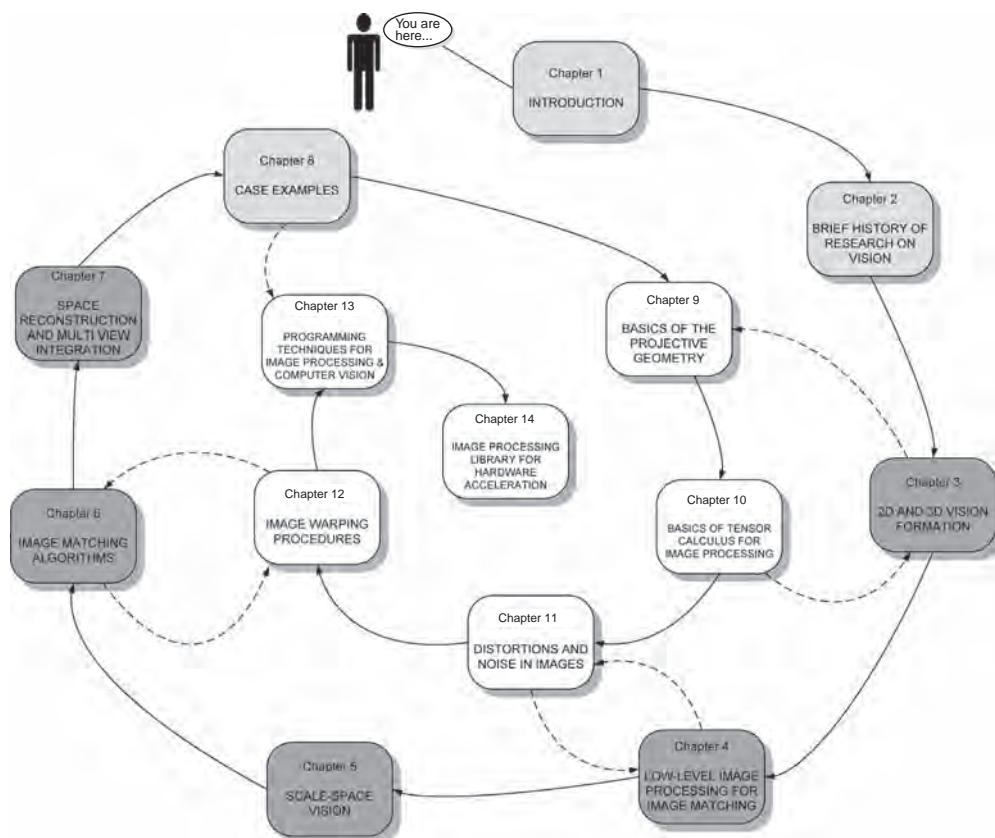 You are
here...
Chapter 1
INTRODUCTION
Chapter 2
BRIEF HISTORY OF
RESEARCH ON
VISION
Chapter 3
2D AND 3D VISION
FORMATION
Chapter 4
LOW-LEVEL IMAGE
PROCESSING FOR
IMAGE MATCHING
Chapter 5
SCALE-SPACE
VISION
Chapter 6
IMAGE MATCHING
ALGORITHMS
Chapter 7
SPACE
RECONSTRUCTION
AND MULTI VIEW
INTEGRATION
Chapter 8
CASE EXAMPLES
Chapter 9
BASICS OF THE
PROJECTIVE
GEOMETRY
Chapter 10
BASICS OF TENSOR
CALCULUS FOR
IMAGE PROCESSING
Chapter 11
DISTORTIONS AND
NOISE IN IMAGES
Chapter 12
IMAGE WARPING
PROCEDURES
Chapter 13
PROGRAMMING
TECHNIQUES FOR
IMAGE PROCESSING &
COMPUTER VISION
Chapter 14
IMAGE PROCESSING
LIBRARY FOR
HARDWARE
ACCELERATION